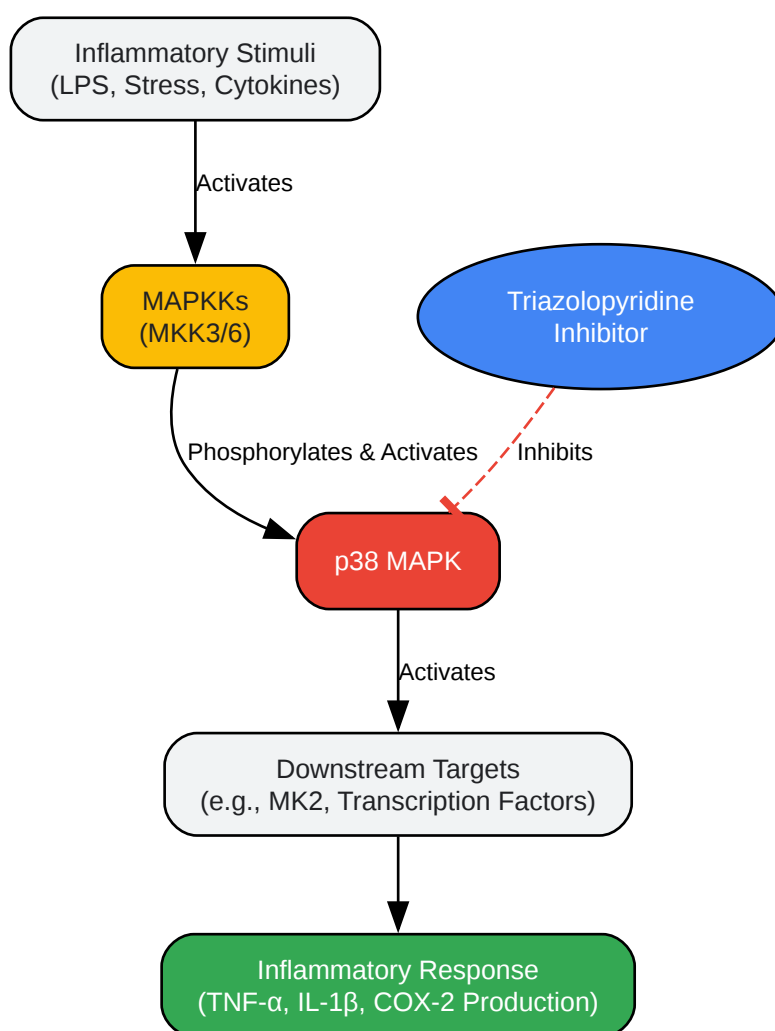 Inflammatory Stimuli
(LPS, Stress, Cytokines)
Activates
MAPKKs
(MKK3/6)
Triazolopyridine
Inhibitor
Phosphorylates & Activates
Inhibits
p38 MAPK
Activates
Downstream Targets
(e.g., MK2, Transcription Factors)
Inflammatory Response
(TNF-α, IL-1β, COX-2 Production)